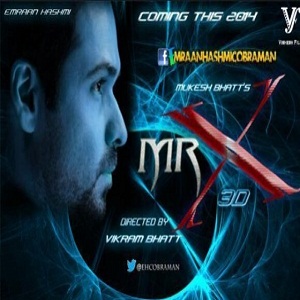 EMRAAN HASHMI
COMING THIS 2014
f MRAANHASHMICOBRAMAN
MUKESH BHATT'S
MR X
3D
DIRECTED BY
VIKRAM BHATT
@EHCOBRAMAN